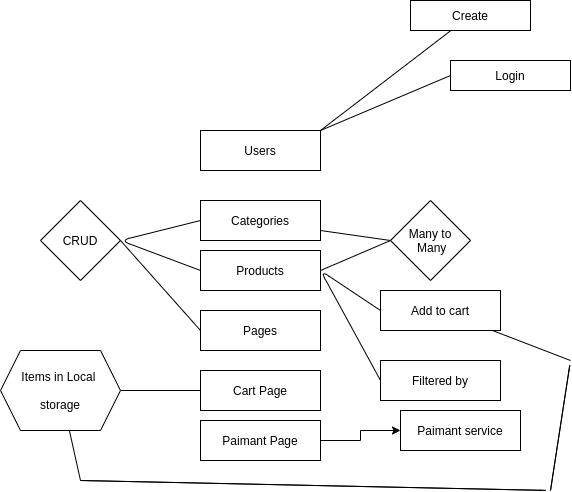 Create
Login
Users
Categories
CRUD
Many to
Many
Products
Add to cart
Pages
Items in Local
storage
Cart Page
Filtered by
Paimant Page
Paimant service